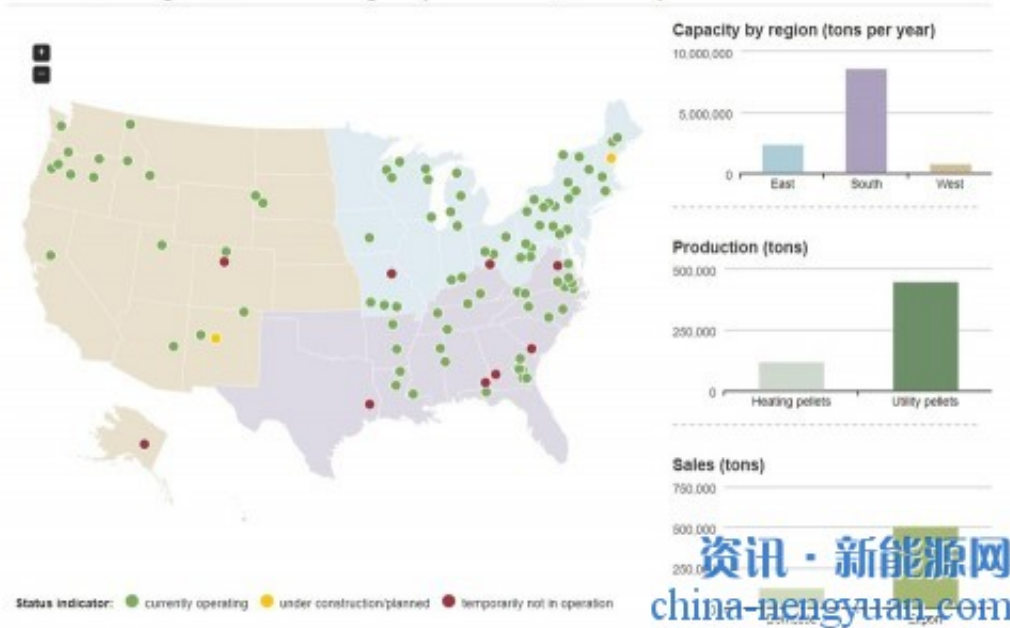 +
−
Capacity by region (tons per year)
10,000,000
5,000,000
0
East South West
Production (tons)
500,000
250,000
0
Heating pellets Utility pellets
Sales (tons)
750,000
500,000
资讯·新能源网
china-nengyuan.com
Status indicator: currently operating under construction/planned temporarily not in operation